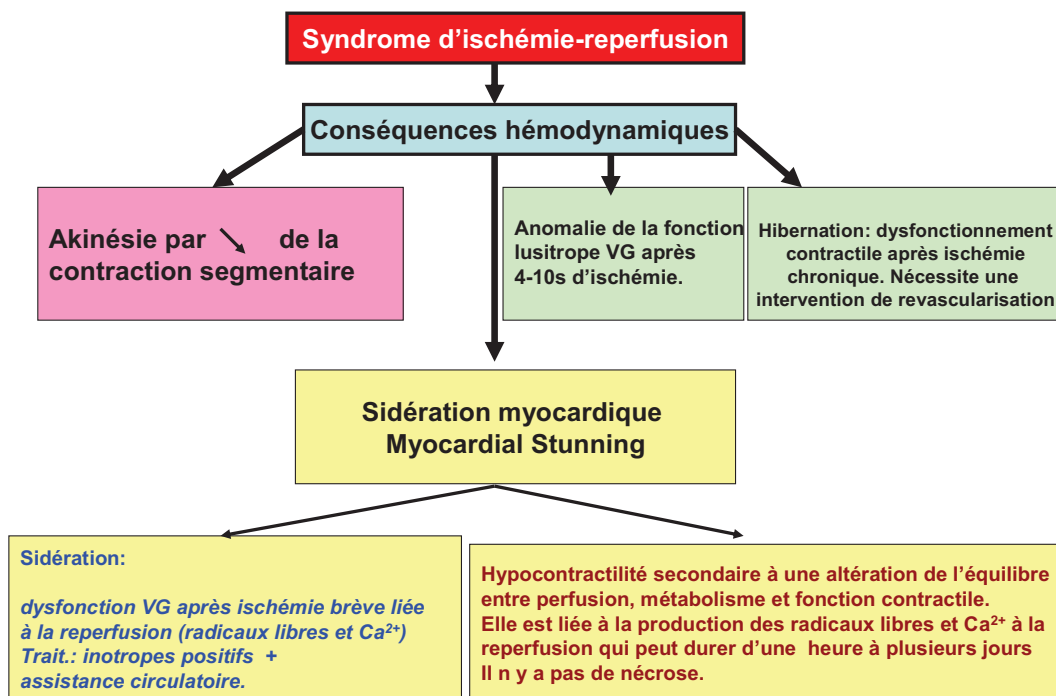 Syndrome d’ischémie-reperfusion
Conséquences hémodynamiques
Akinésie par ↘ de la
contraction segmentaire
Anomalie de la fonction
lusitrope VG après
4-10s d’ischémie.
Hibernation: dysfonctionnement
contractile après ischémie
chronique. Nécessite une
intervention de revascularisation
Sidération myocardique
Myocardial Stunning
Sidération:
dysfonction VG après ischémie brève liée
à la reperfusion (radicaux libres et Ca²⁺)
Trait.: inotropes positifs +
assistance circulatoire.
Hypocontractilité secondaire à une altération de l’équilibre
entre perfusion, métabolisme et fonction contractile.
Elle est liée à la production des radicaux libres et Ca²⁺ à la
reperfusion qui peut durer d’une heure à plusieurs jours
Il n y a pas de nécrose.